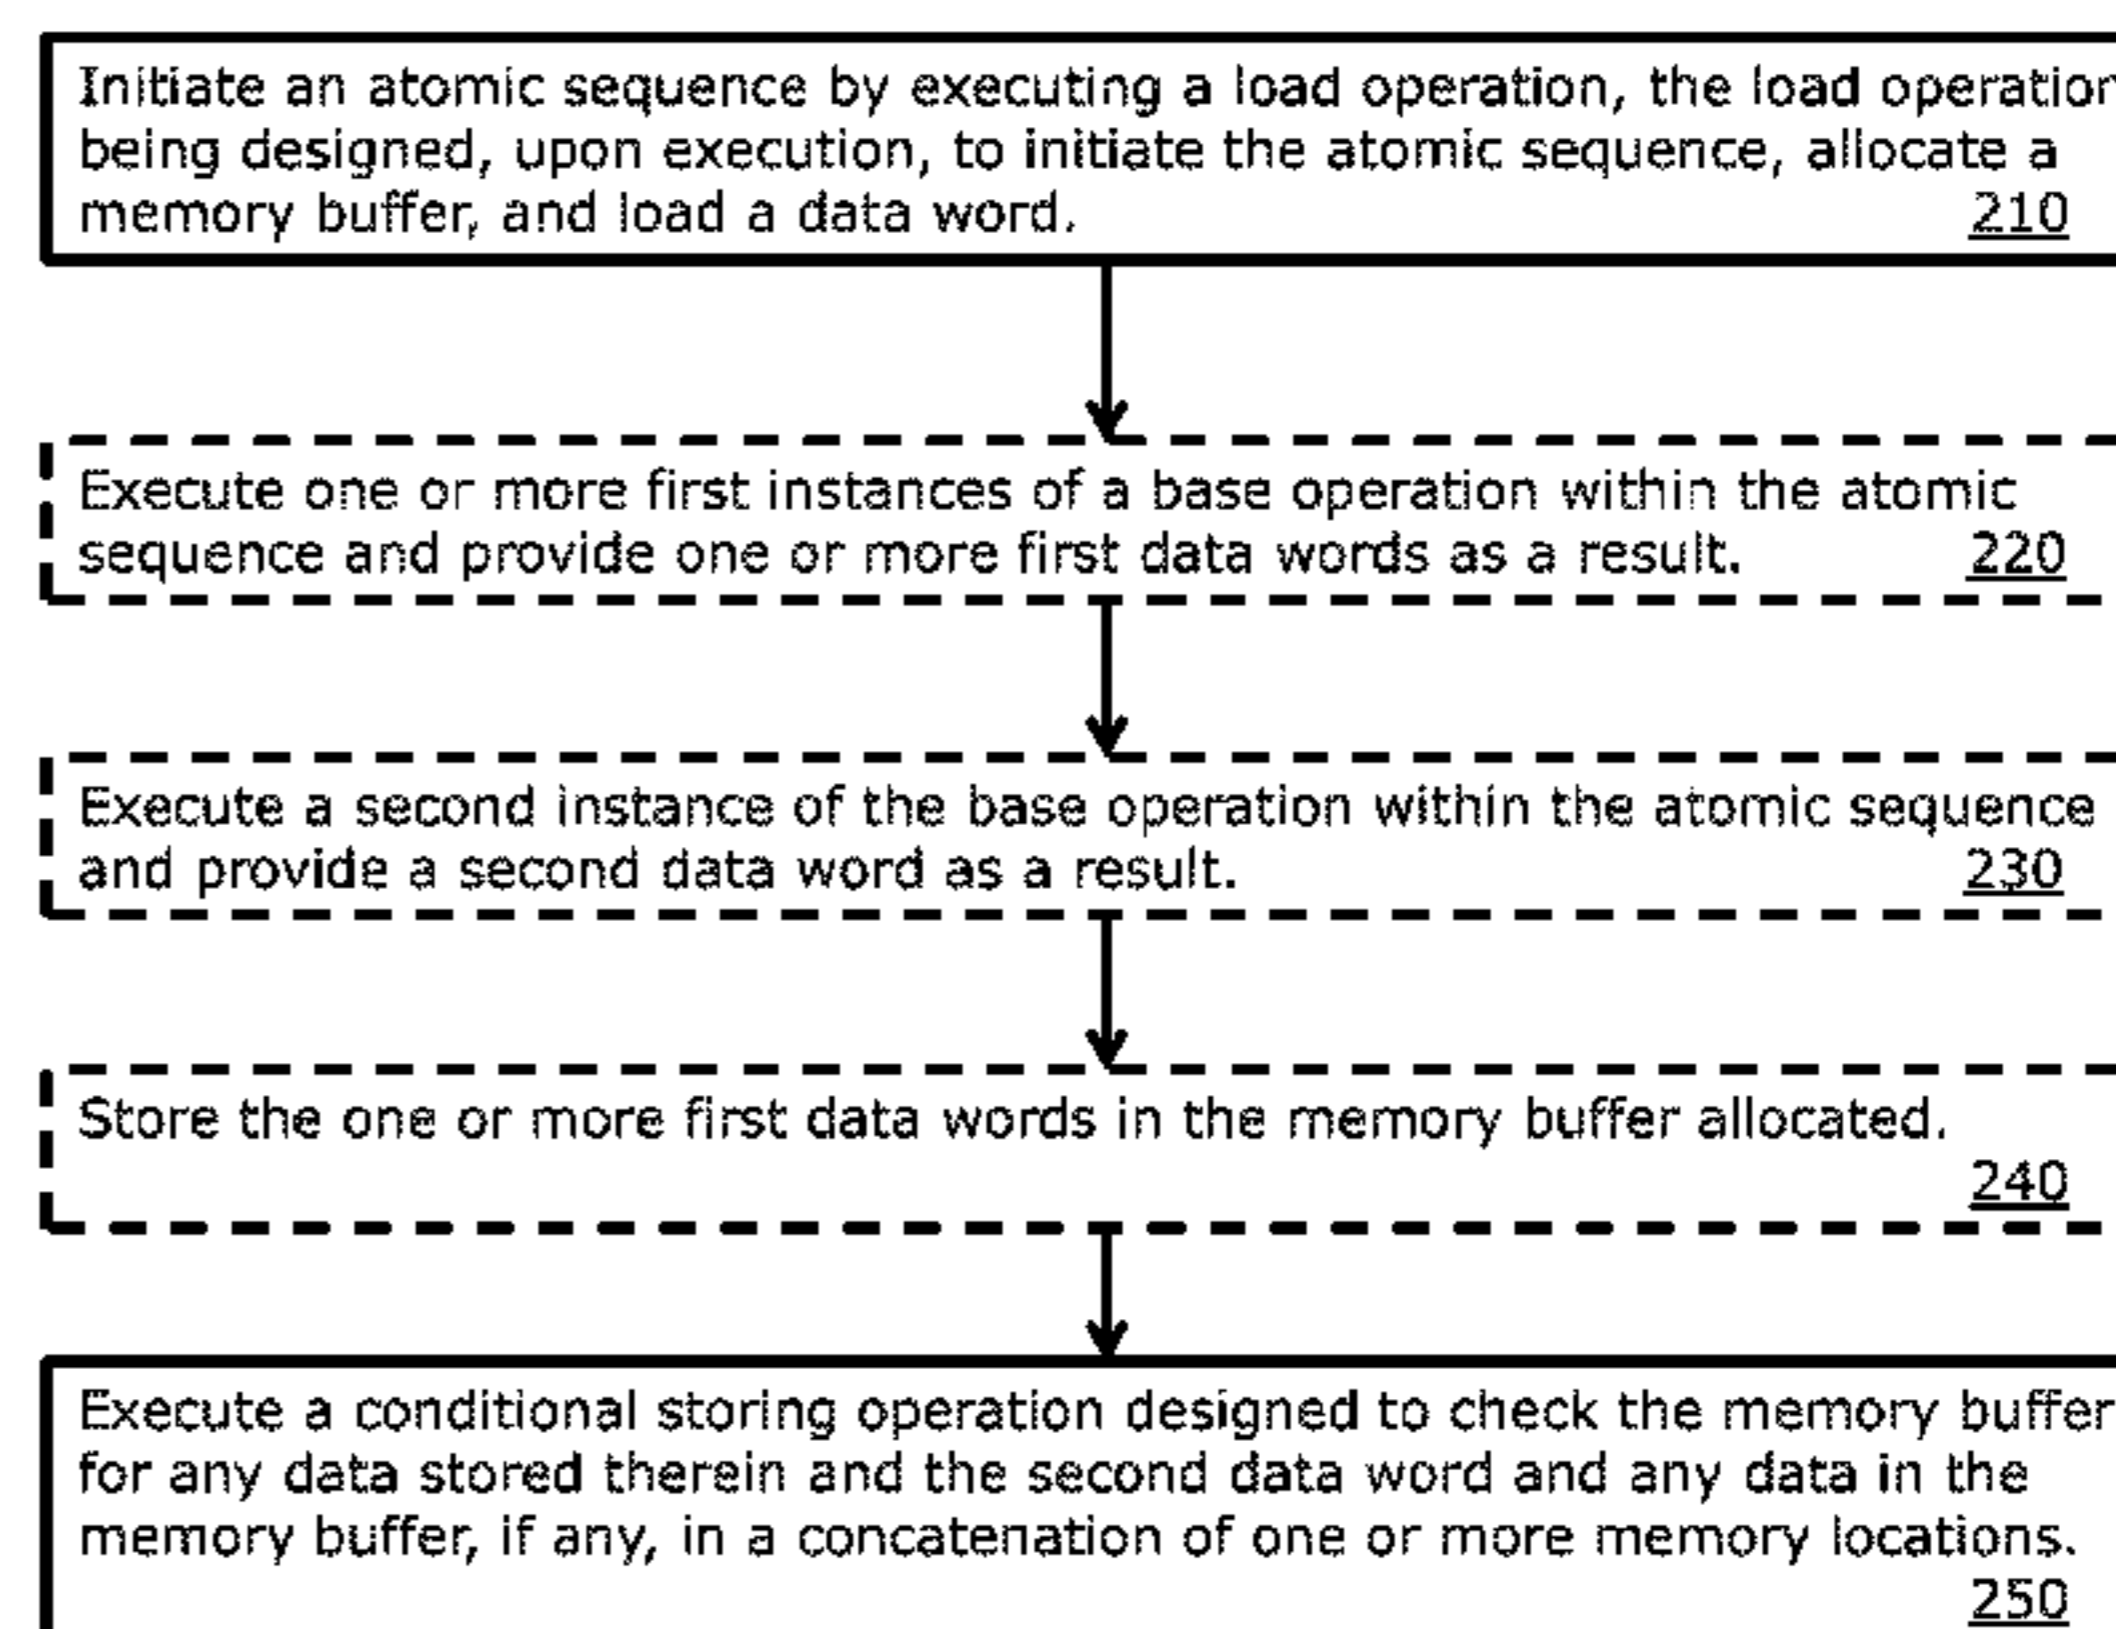 Initiate an atomic sequence by executing a load operation, the load operation
being designed, upon execution, to initiate the atomic sequence, allocate a
memory buffer, and load a data word. 210
Execute one or more first instances of a base operation within the atomic
sequence and provide one or more first data words as a result. 220
Execute a second instance of the base operation within the atomic sequence
and provide a second data word as a result. 230
Store the one or more first data words in the memory buffer allocated.
240
Execute a conditional storing operation designed to check the memory buffer
for any data stored therein and the second data word and any data in the
memory buffer, if any, in a concatenation of one or more memory locations.
250